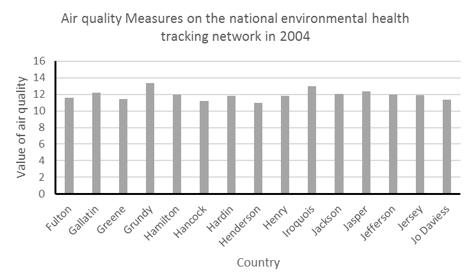 Air quality Measures on the national environmental health
tracking network in 2004
Value of air quality
16
14
12
10
8
6
4
2
0
Fulton
Gallatin
Greene
Grundy
Hamilton
Hancock
Hardin
Henderson
Henry
Iroquois
Jackson
Jasper
Jefferson
Jersey
Jo Daviess
Country